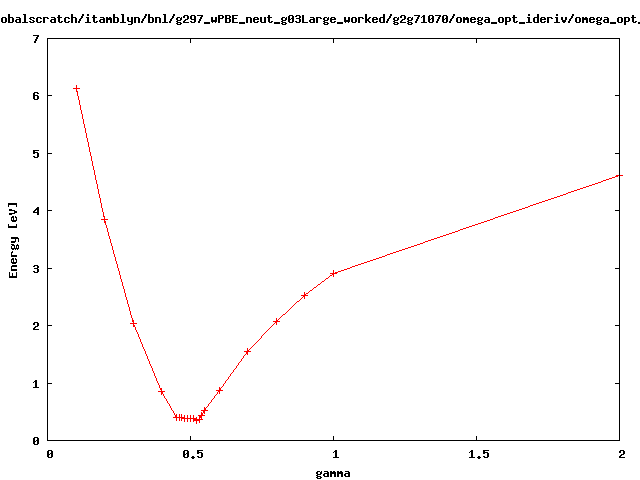 obalscratch/itamblyn/bnl/g297_wPBE_neut_g03Large_worked/g2g71070/omega_opt_ideriv/omega_opt_
7
6
5
4
3
2
1
0
Energy [eV]
0 0.5 1 1.5 2
gamma